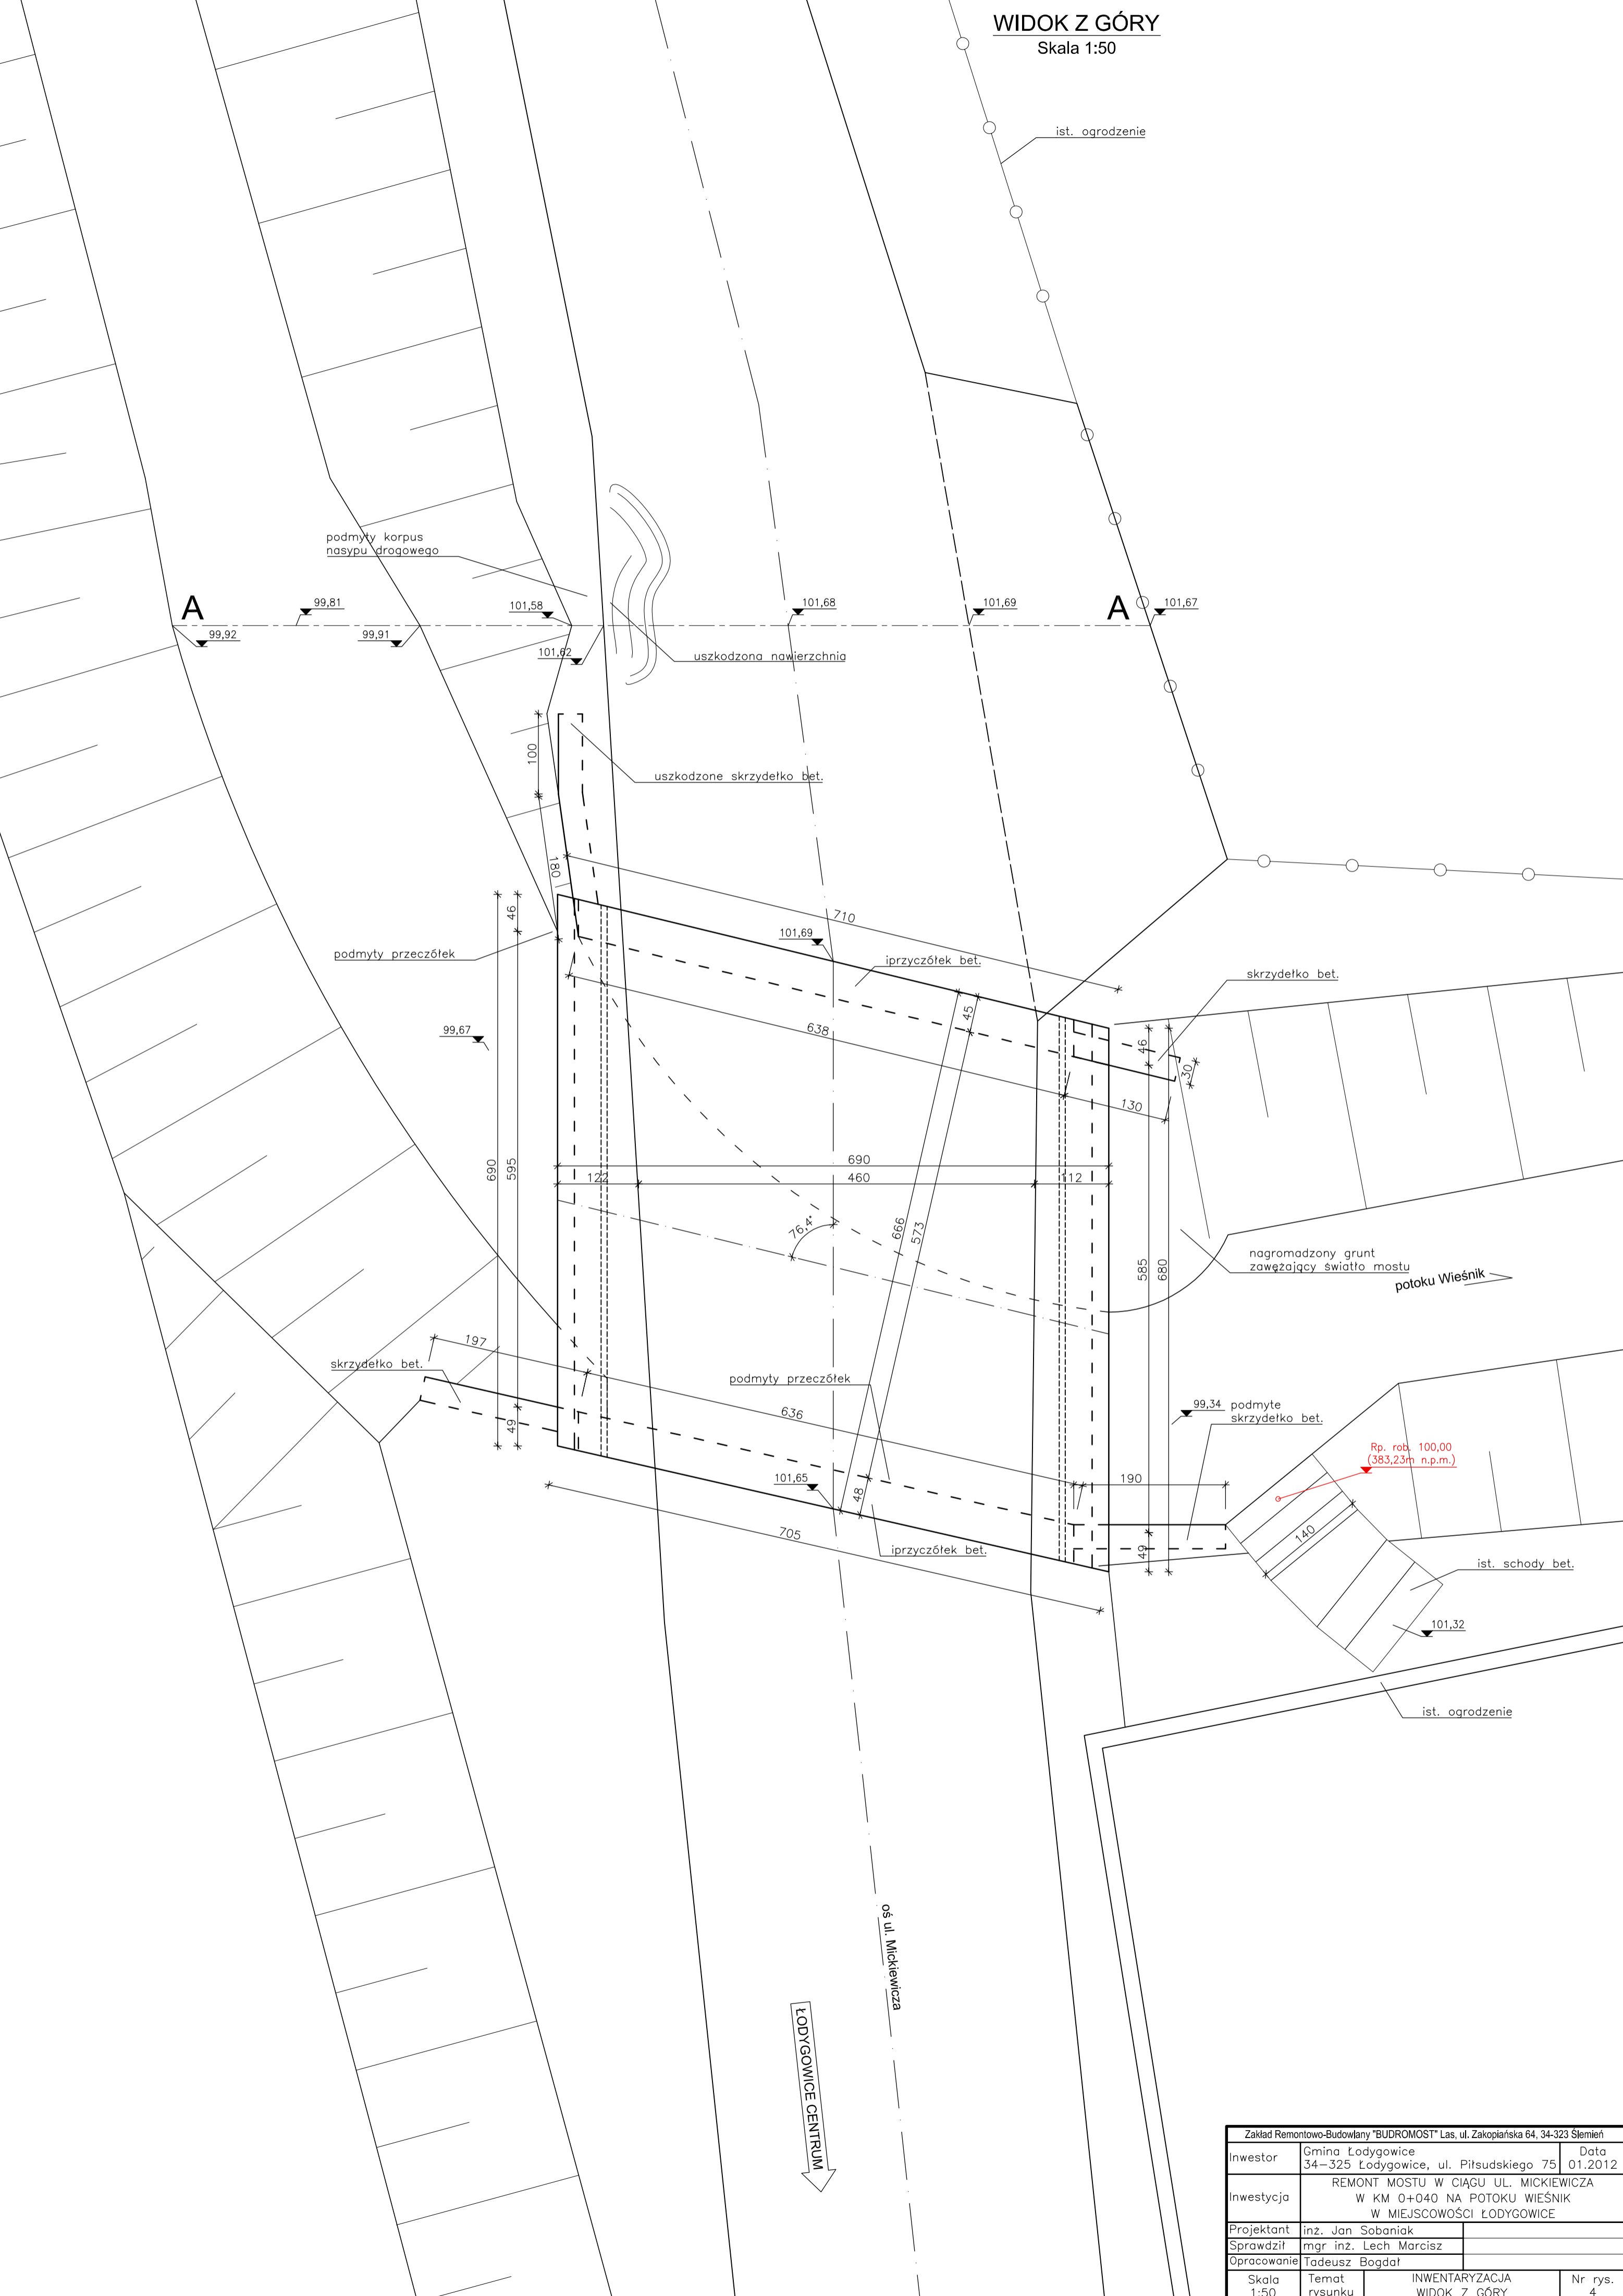 WIDOK Z GÓRY
Skala 1:50
ist. ogrodzenie
podmyty korpus
nasypu drogowego
A
99,81
101,58
101,68
101,69
A
101,67
99,92
99,91
101,62
uszkodzona nawierzchnia
100
uszkodzone skrzydełko bet.
180
46
710
101,69
podmyty przeczółek
iprzyczółek bet.
skrzydełko bet.
45
638
99,67
46
30
130
690
690
595
122
460
112
76,4°
666
573
585
680
nagromadzony grunt
zawężający światło mostu
potoku Wieśnik
197
skrzydełko bet.
podmyty przeczółek
636
49
99,34
podmyte
skrzydełko bet.
Rp. rob. 100,00
(383,23m n.p.m.)
101,65
190
48
705
iprzyczółek bet.
49
140
ist. schody bet.
101,32
ist. ogrodzenie
oś ul. Mickiewicza
ŁODYGOWICE CENTRUM
Zakład Remontowo-Budowlany "BUDROMOST" Las, ul. Zakopiańska 64, 34-323 Ślemień
Inwestor
Gmina Łodygowice
34-325 Łodygowice, ul. Piłsudskiego 75
Data
01.2012
Inwestycja
REMONT MOSTU W CIĄGU UL. MICKIEWICZA
W KM 0+040 NA POTOKU WIEŚNIK
W MIEJSCOWOŚCI ŁODYGOWICE
Projektant inż. Jan Sobaniak
Sprawdził mgr inż. Lech Marcisz
Opracowanie Tadeusz Bogdał
Skala
1:50
Temat
rysunku
INWENTARYZACJA
WIDOK Z GÓRY
Nr rys.
4